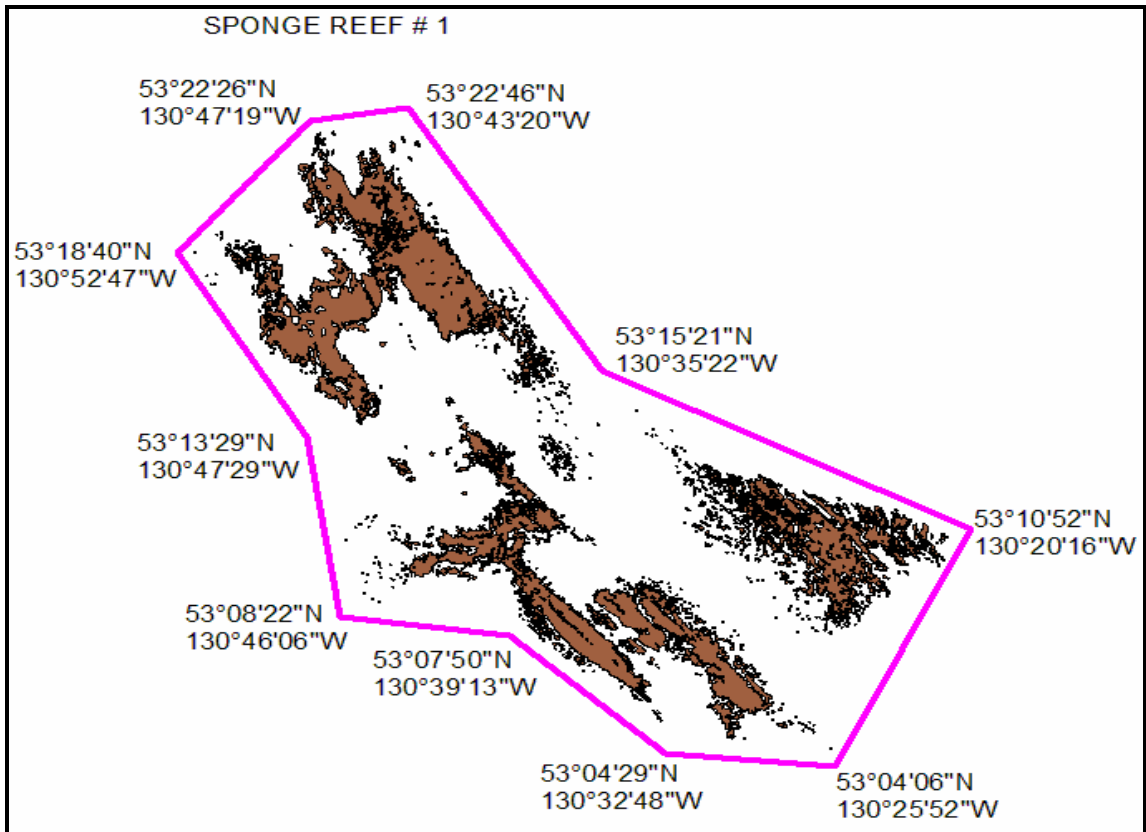 SPONGE REEF # 1
53°22'26"N
130°47'19"W
53°22'46"N
130°43'20"W
53°18'40"N
130°52'47"W
53°15'21"N
130°35'22"W
53°13'29"N
130°47'29"W
53°10'52"N
130°20'16"W
53°08'22"N
130°46'06"W
53°07'50"N
130°39'13"W
53°04'29"N
130°32'48"W
53°04'06"N
130°25'52"W